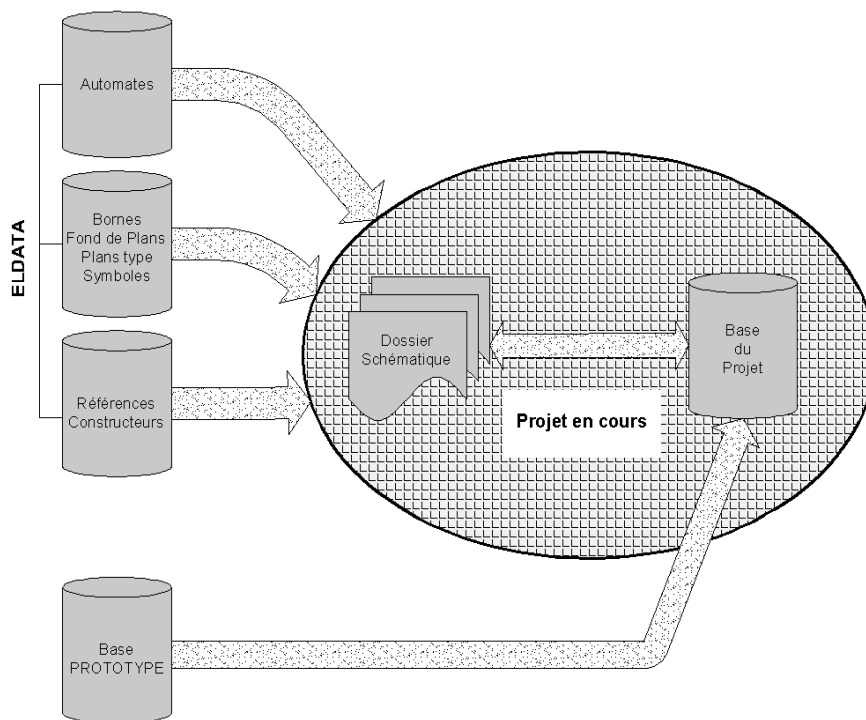 Automates
ELDATA
Bornes
Fond de Plans
Plans type
Symboles
Références
Constructeurs
Dossier
Schématique
Base
du
Projet
Projet en cours
Base
PROTOTYPE